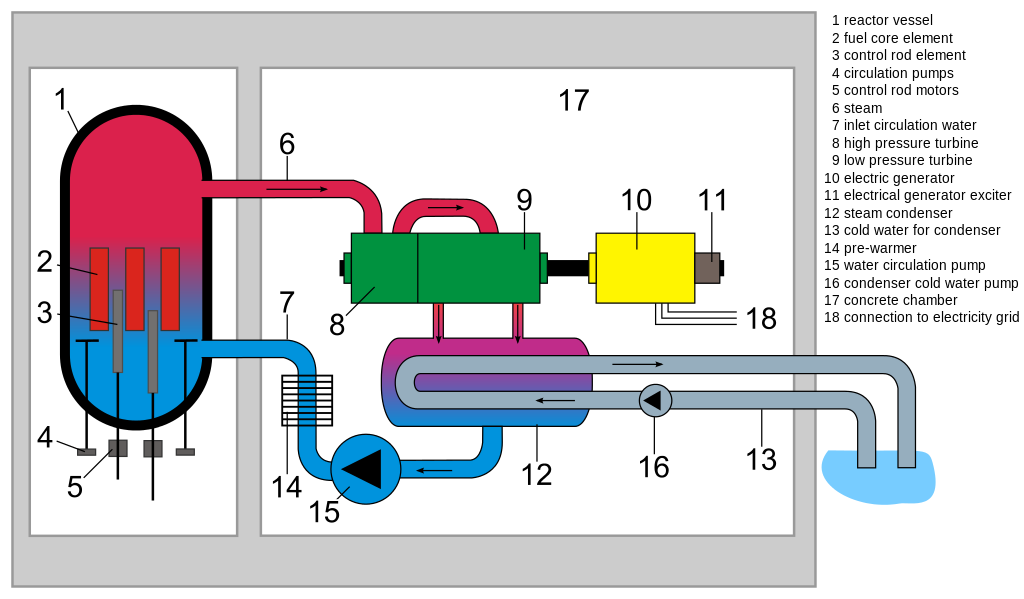 1
2
3
4
5
6
7
8
9
10
11
12
13
14
15
16
17
18
1 reactor vessel
2 fuel core element
3 control rod element
4 circulation pumps
5 control rod motors
6 steam
7 inlet circulation water
8 high pressure turbine
9 low pressure turbine
10 electric generator
11 electrical generator exciter
12 steam condenser
13 cold water for condenser
14 pre-warmer
15 water circulation pump
16 condenser cold water pump
17 concrete chamber
18 connection to electricity grid